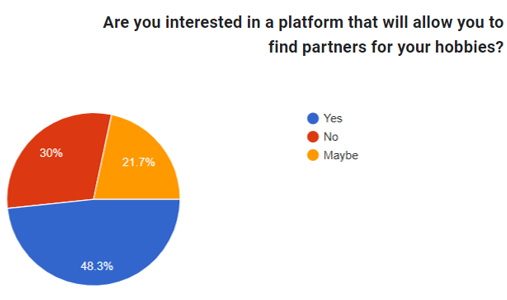 Are you interested in a platform that will allow you to
find partners for your hobbies?
Yes
No
Maybe
30%
21.7%
48.3%